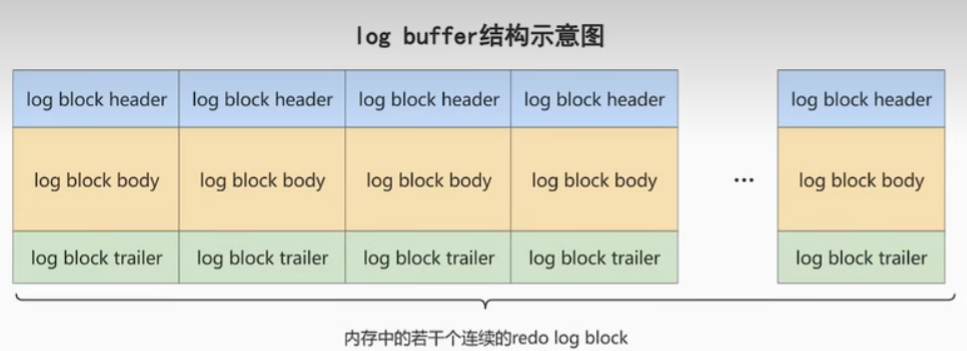 log buffer结构示意图
log block header log block header log block header log block header log block header
log block body log block body log block body log block body ... log block body
log block trailer log block trailer log block trailer log block trailer log block trailer
内存中的若干个连续的redo log block